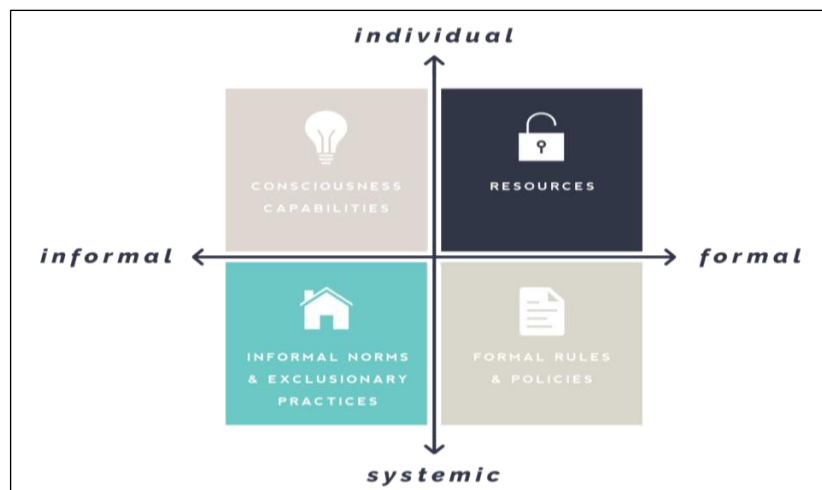 individual
CONSCIOUSNESS
CAPABILITIES
RESOURCES
informal
formal
INFORMAL NORMS
& EXCLUSIONARY
PRACTICES
FORMAL RULES
& POLICIES
systemic